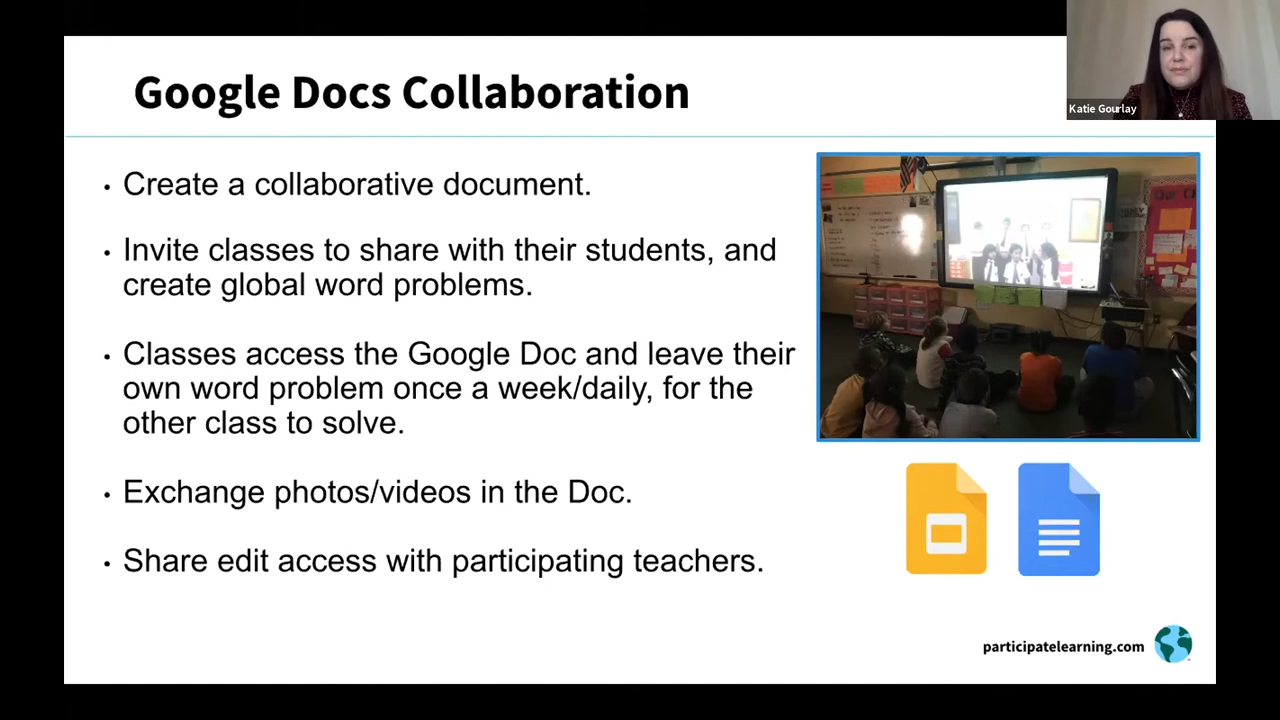 Google Docs Collaboration
Katie Gourlay
• Create a collaborative document.
• Invite classes to share with their students, and
create global word problems.
• Classes access the Google Doc and leave their
own word problem once a week/daily, for the
other class to solve.
• Exchange photos/videos in the Doc.
• Share edit access with participating teachers.
participatelearning.com